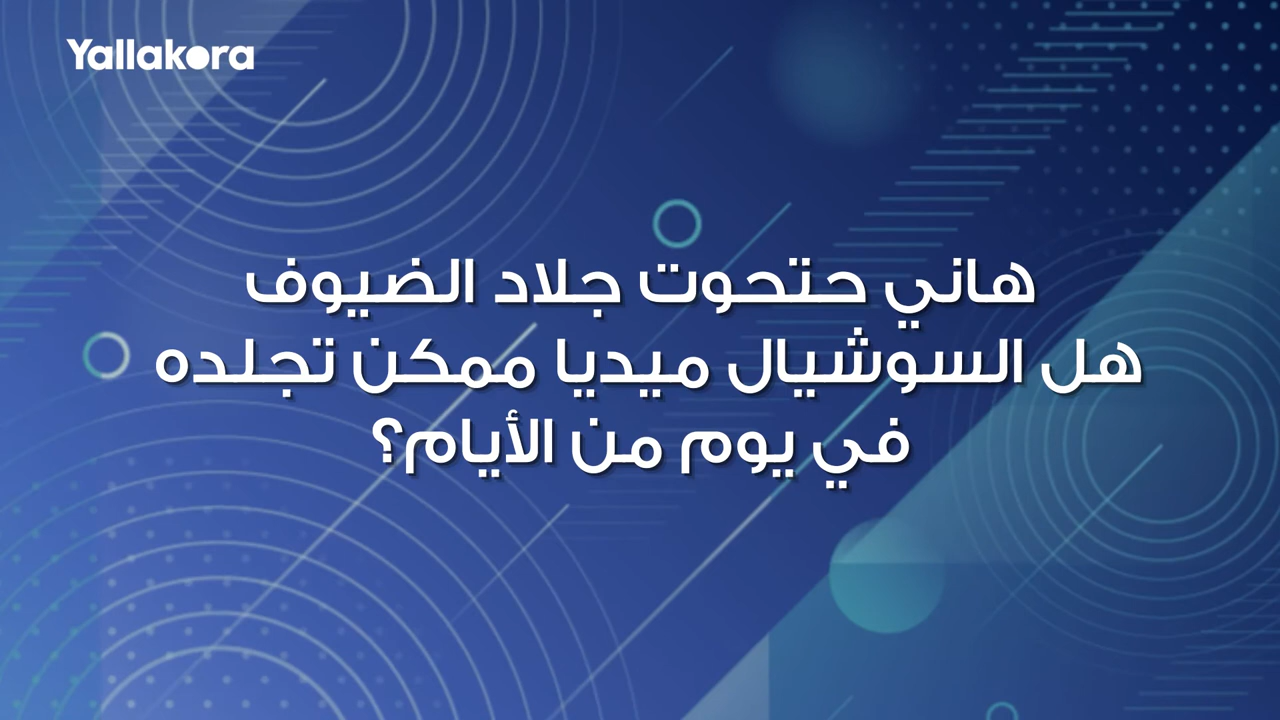 Yallakora
هاني حتحوت جلاد الضيوف
هل السوشيال ميديا ممكن تجلده
في يوم من الأيام؟